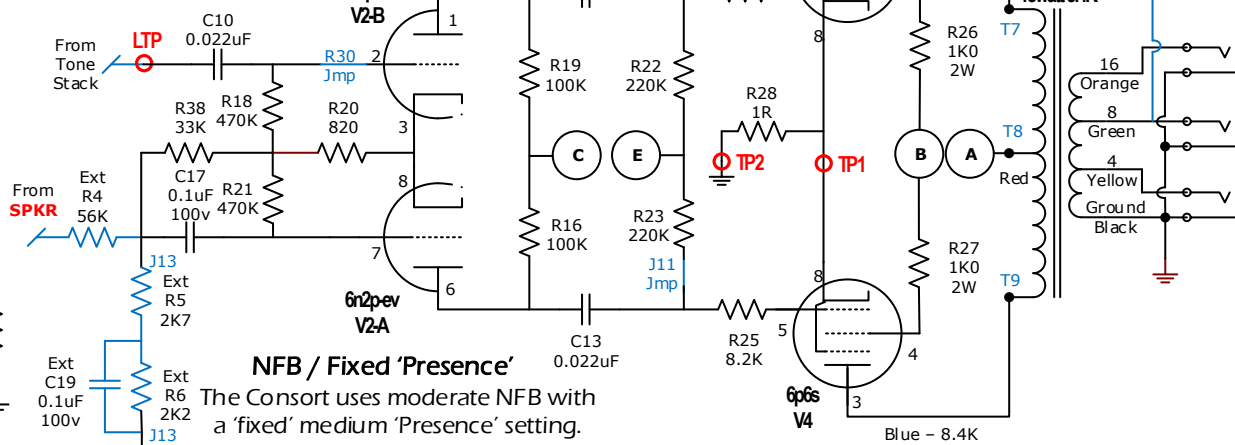 V2-B
1
C10
0.022uF
From
Tone
Stack
LTP
R30
Jmp
2
R18
470K
R38
33K
R20
820
3
C17
0.1uF
100v
R21
470K
8
From
SPKR
Ext
R4
56K
7
J13
Ext
R5
2K7
6n2p-ev
V2-A
6
Ext
C19
0.1uF
100v
Ext
R6
2K2
J13
NFB / Fixed 'Presence'
The Consort uses moderate NFB with
a 'fixed' medium 'Presence' setting.
R19
100K
R22
220K
C
E
R16
100K
R23
220K
J11
Jmp
C13
0.022uF
R28
1R
TP2
TP1
8
8
R25
8.2K
5
4
3
6p6s
V4
Blue – 8.4K
R26
1K0
2W
B
A
R27
1K0
2W
T7
T8
Red
T9
16
Orange
8
Green
4
Yellow
Ground
Black